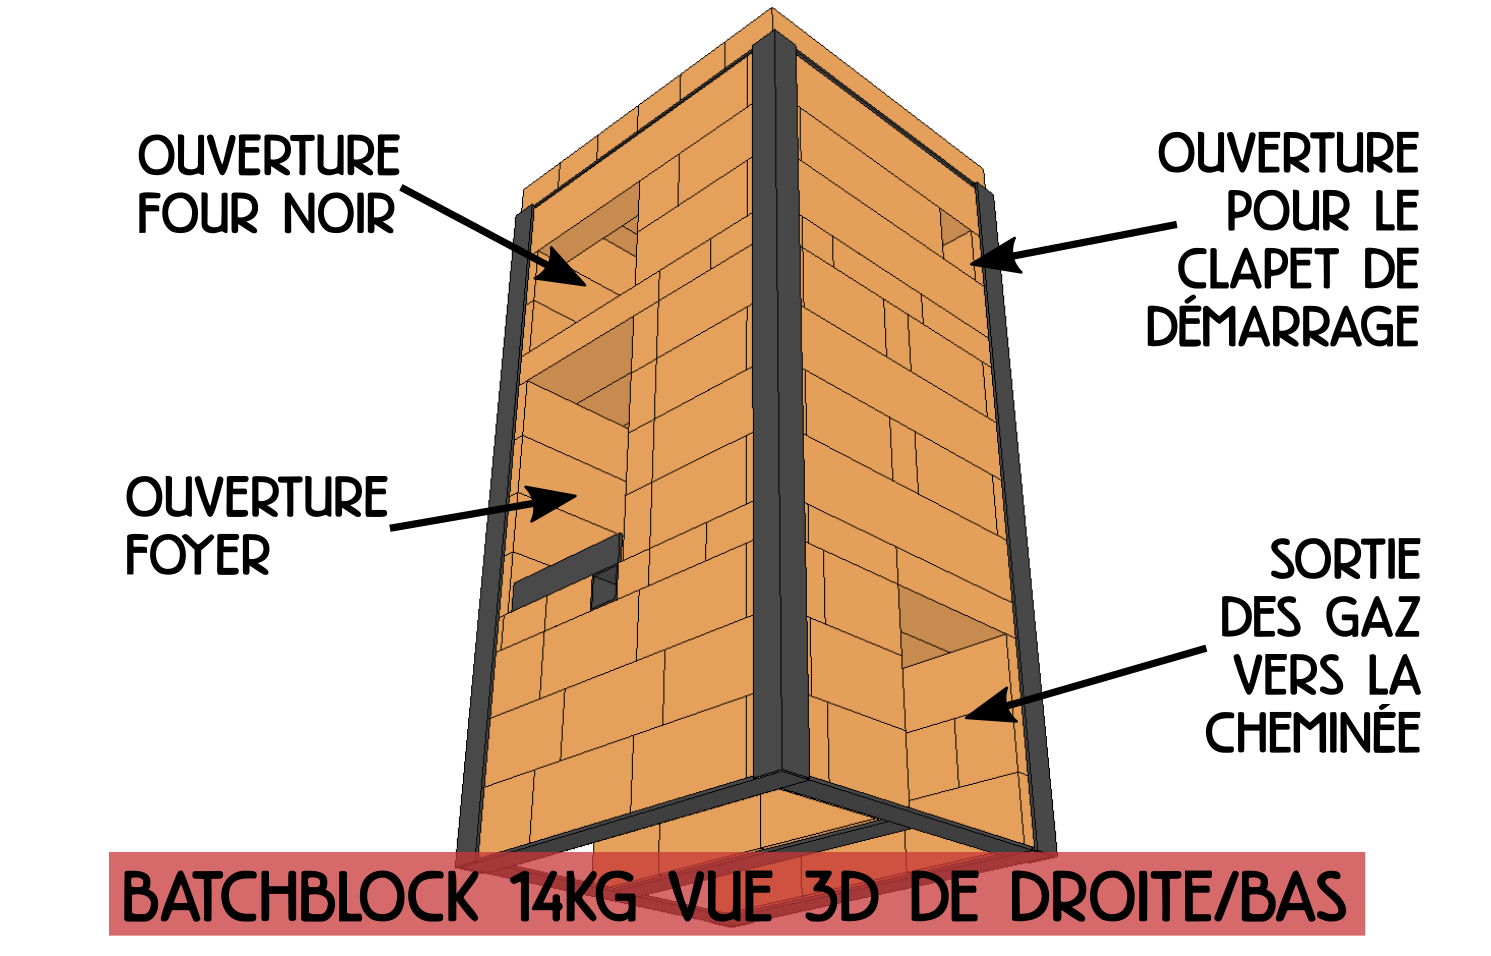 OUVERTURE
FOUR NOIR
OUVERTURE
POUR LE
CLAPET DE
DÉMARRAGE
OUVERTURE
FOYER
SORTIE
DES GAZ
VERS LA
CHEMINÉE
BATCHBLOCK 14KG VUE 3D DE DROITE/BAS